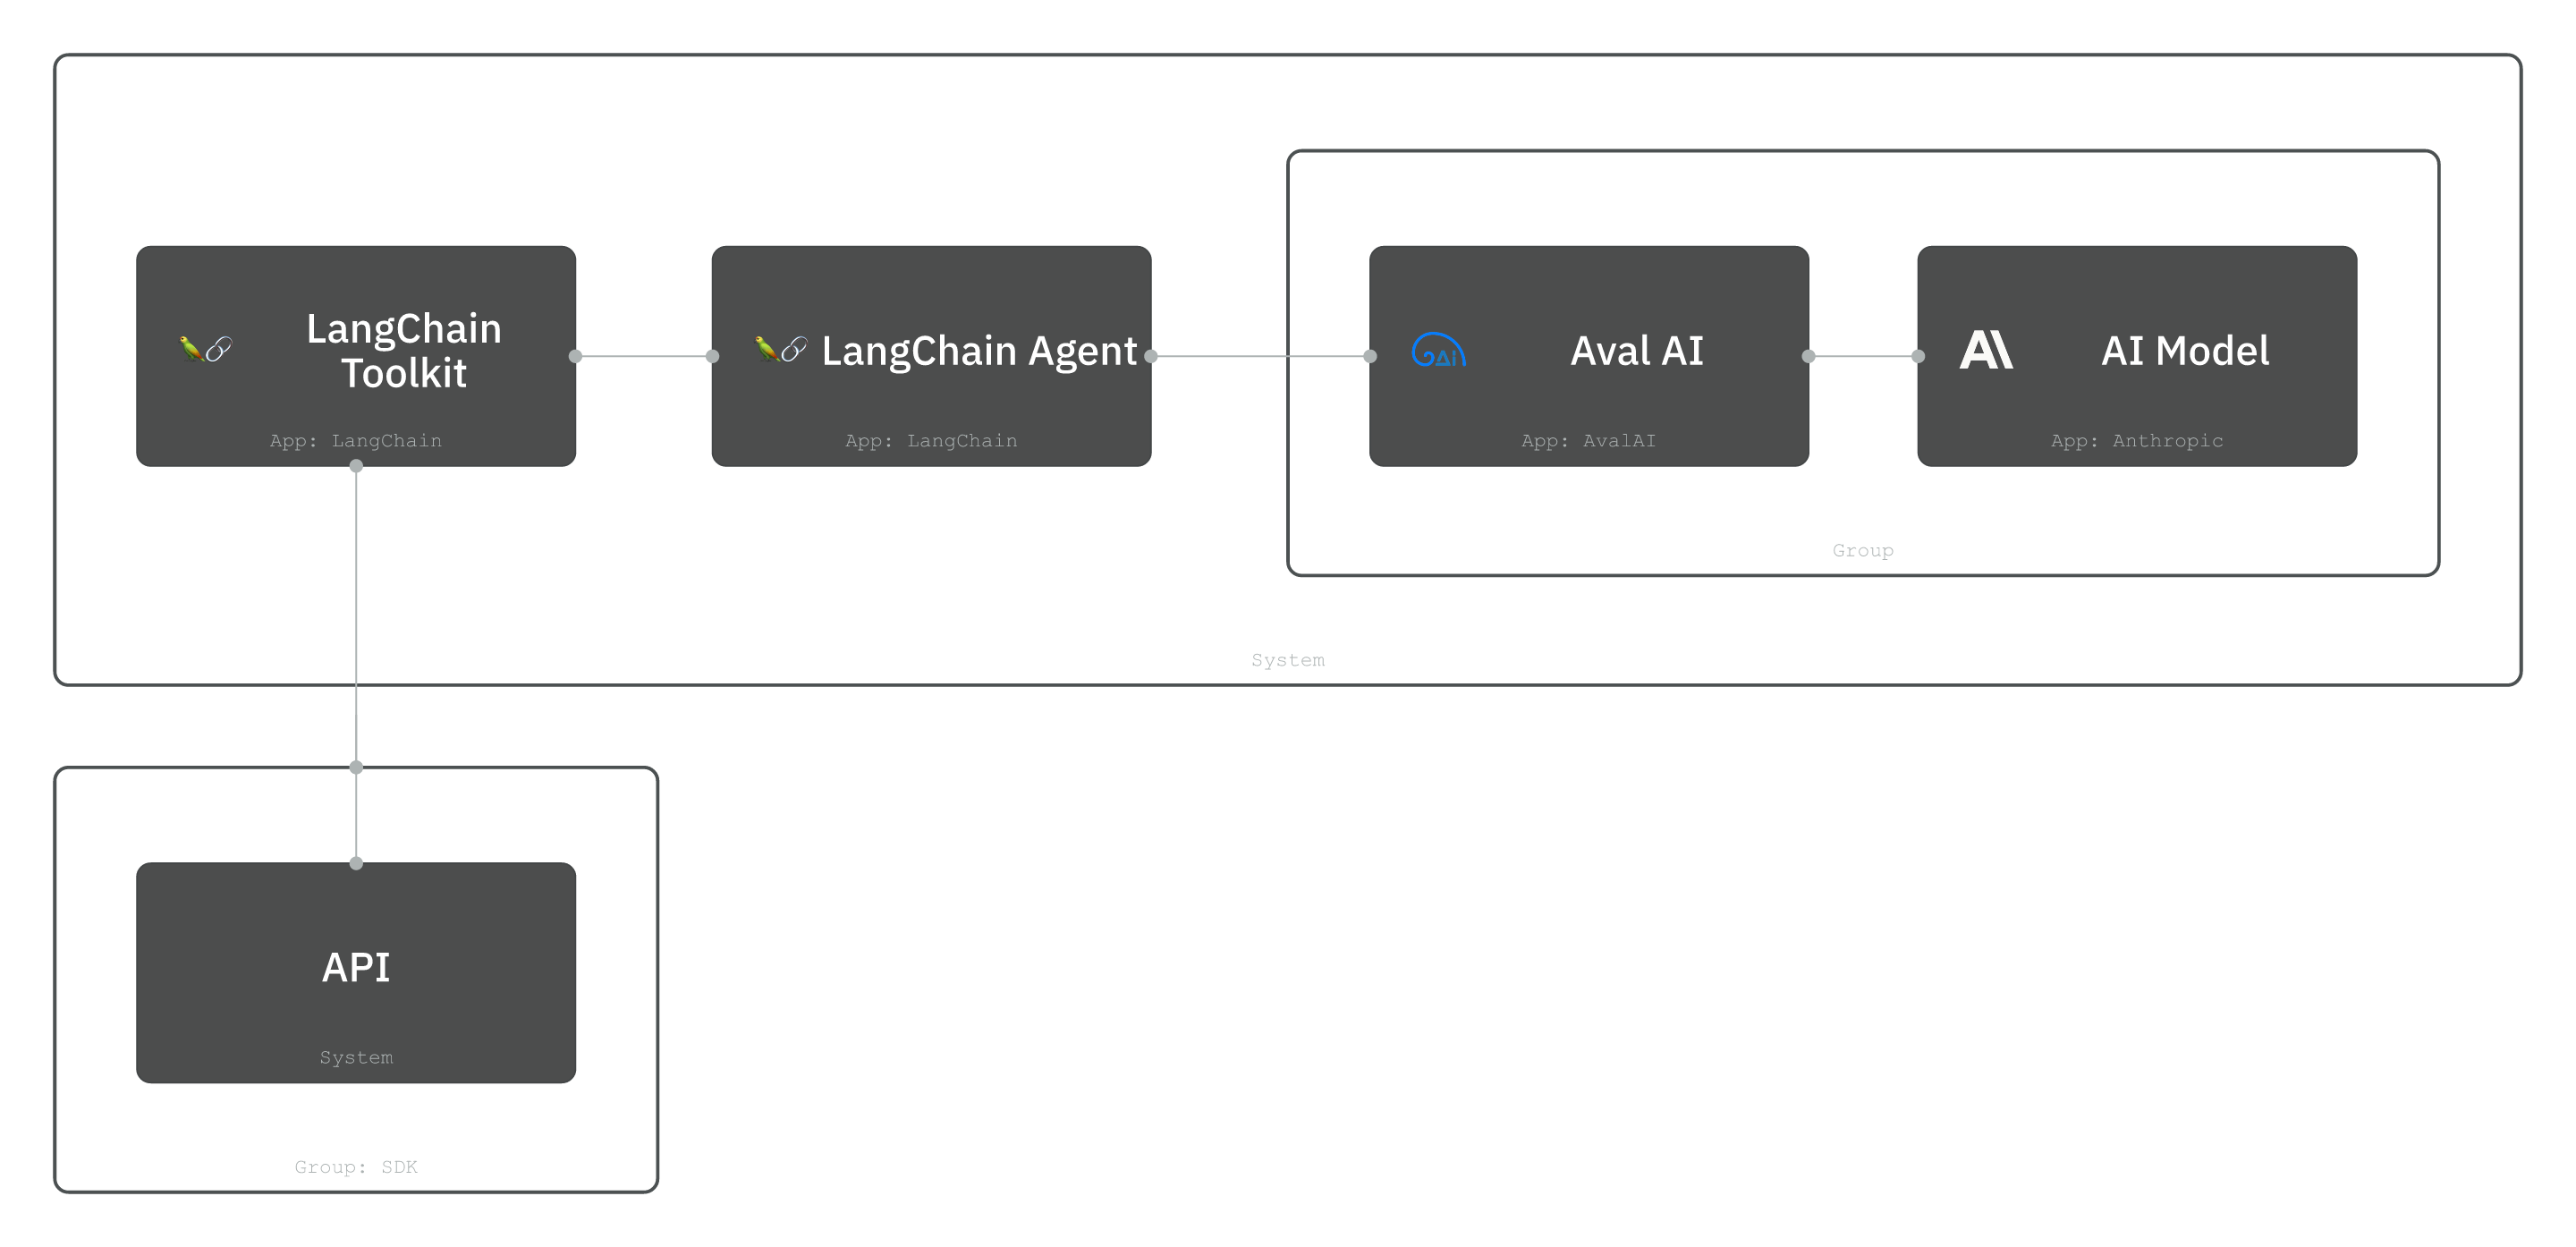 LangChain
Toolkit
App: LangChain
LangChain Agent
App: LangChain
AI
Aval AI
App: AvalAI
AI Model
App: Anthropic
Group
System
API
System
Group: SDK